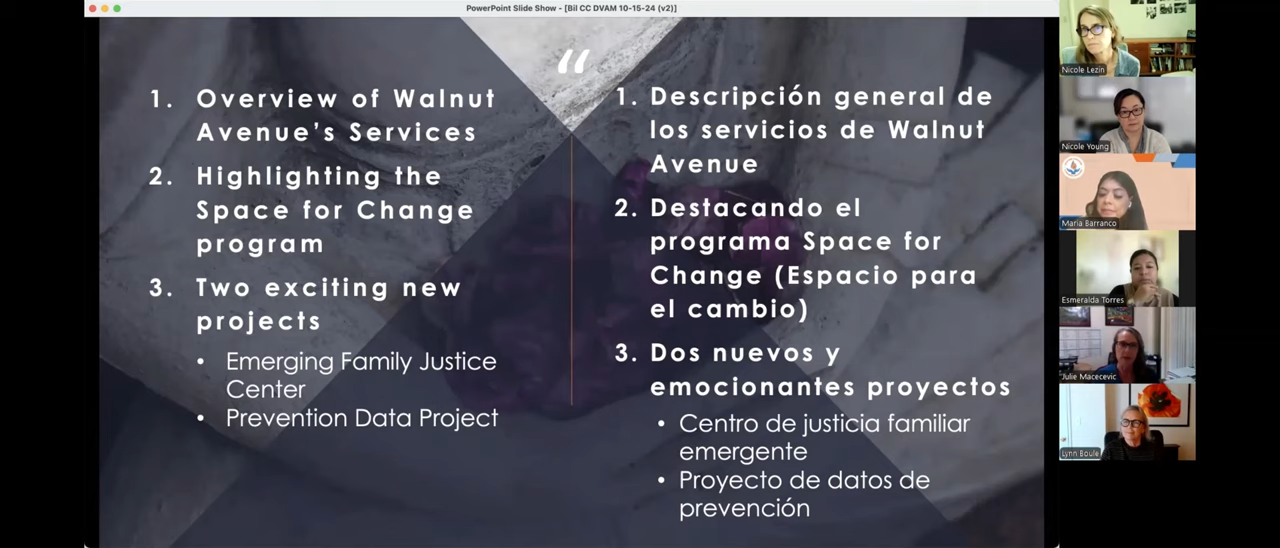 PowerPoint Slide Show - [Bil CC DVAM 10-15-24 (v2)]
“
1. Overview of Walnut
Avenue's Services
2. Highlighting the
Space for Change
program
3. Two exciting new
projects
• Emerging Family Justice
Center
• Prevention Data Project
1. Descripción general de
los servicios de Walnut
Avenue
2. Destacando el
programa Space for
Change (Espacio para
el cambio)
3. Dos nuevos y
emocionantes proyectos
• Centro de justicia familiar
emergente
• Proyecto de datos de
prevención
Nicole Lezin
Nicole Young
Maria Barranco
Esmeralda Torres
Julie Macecevic
Lynn Boule